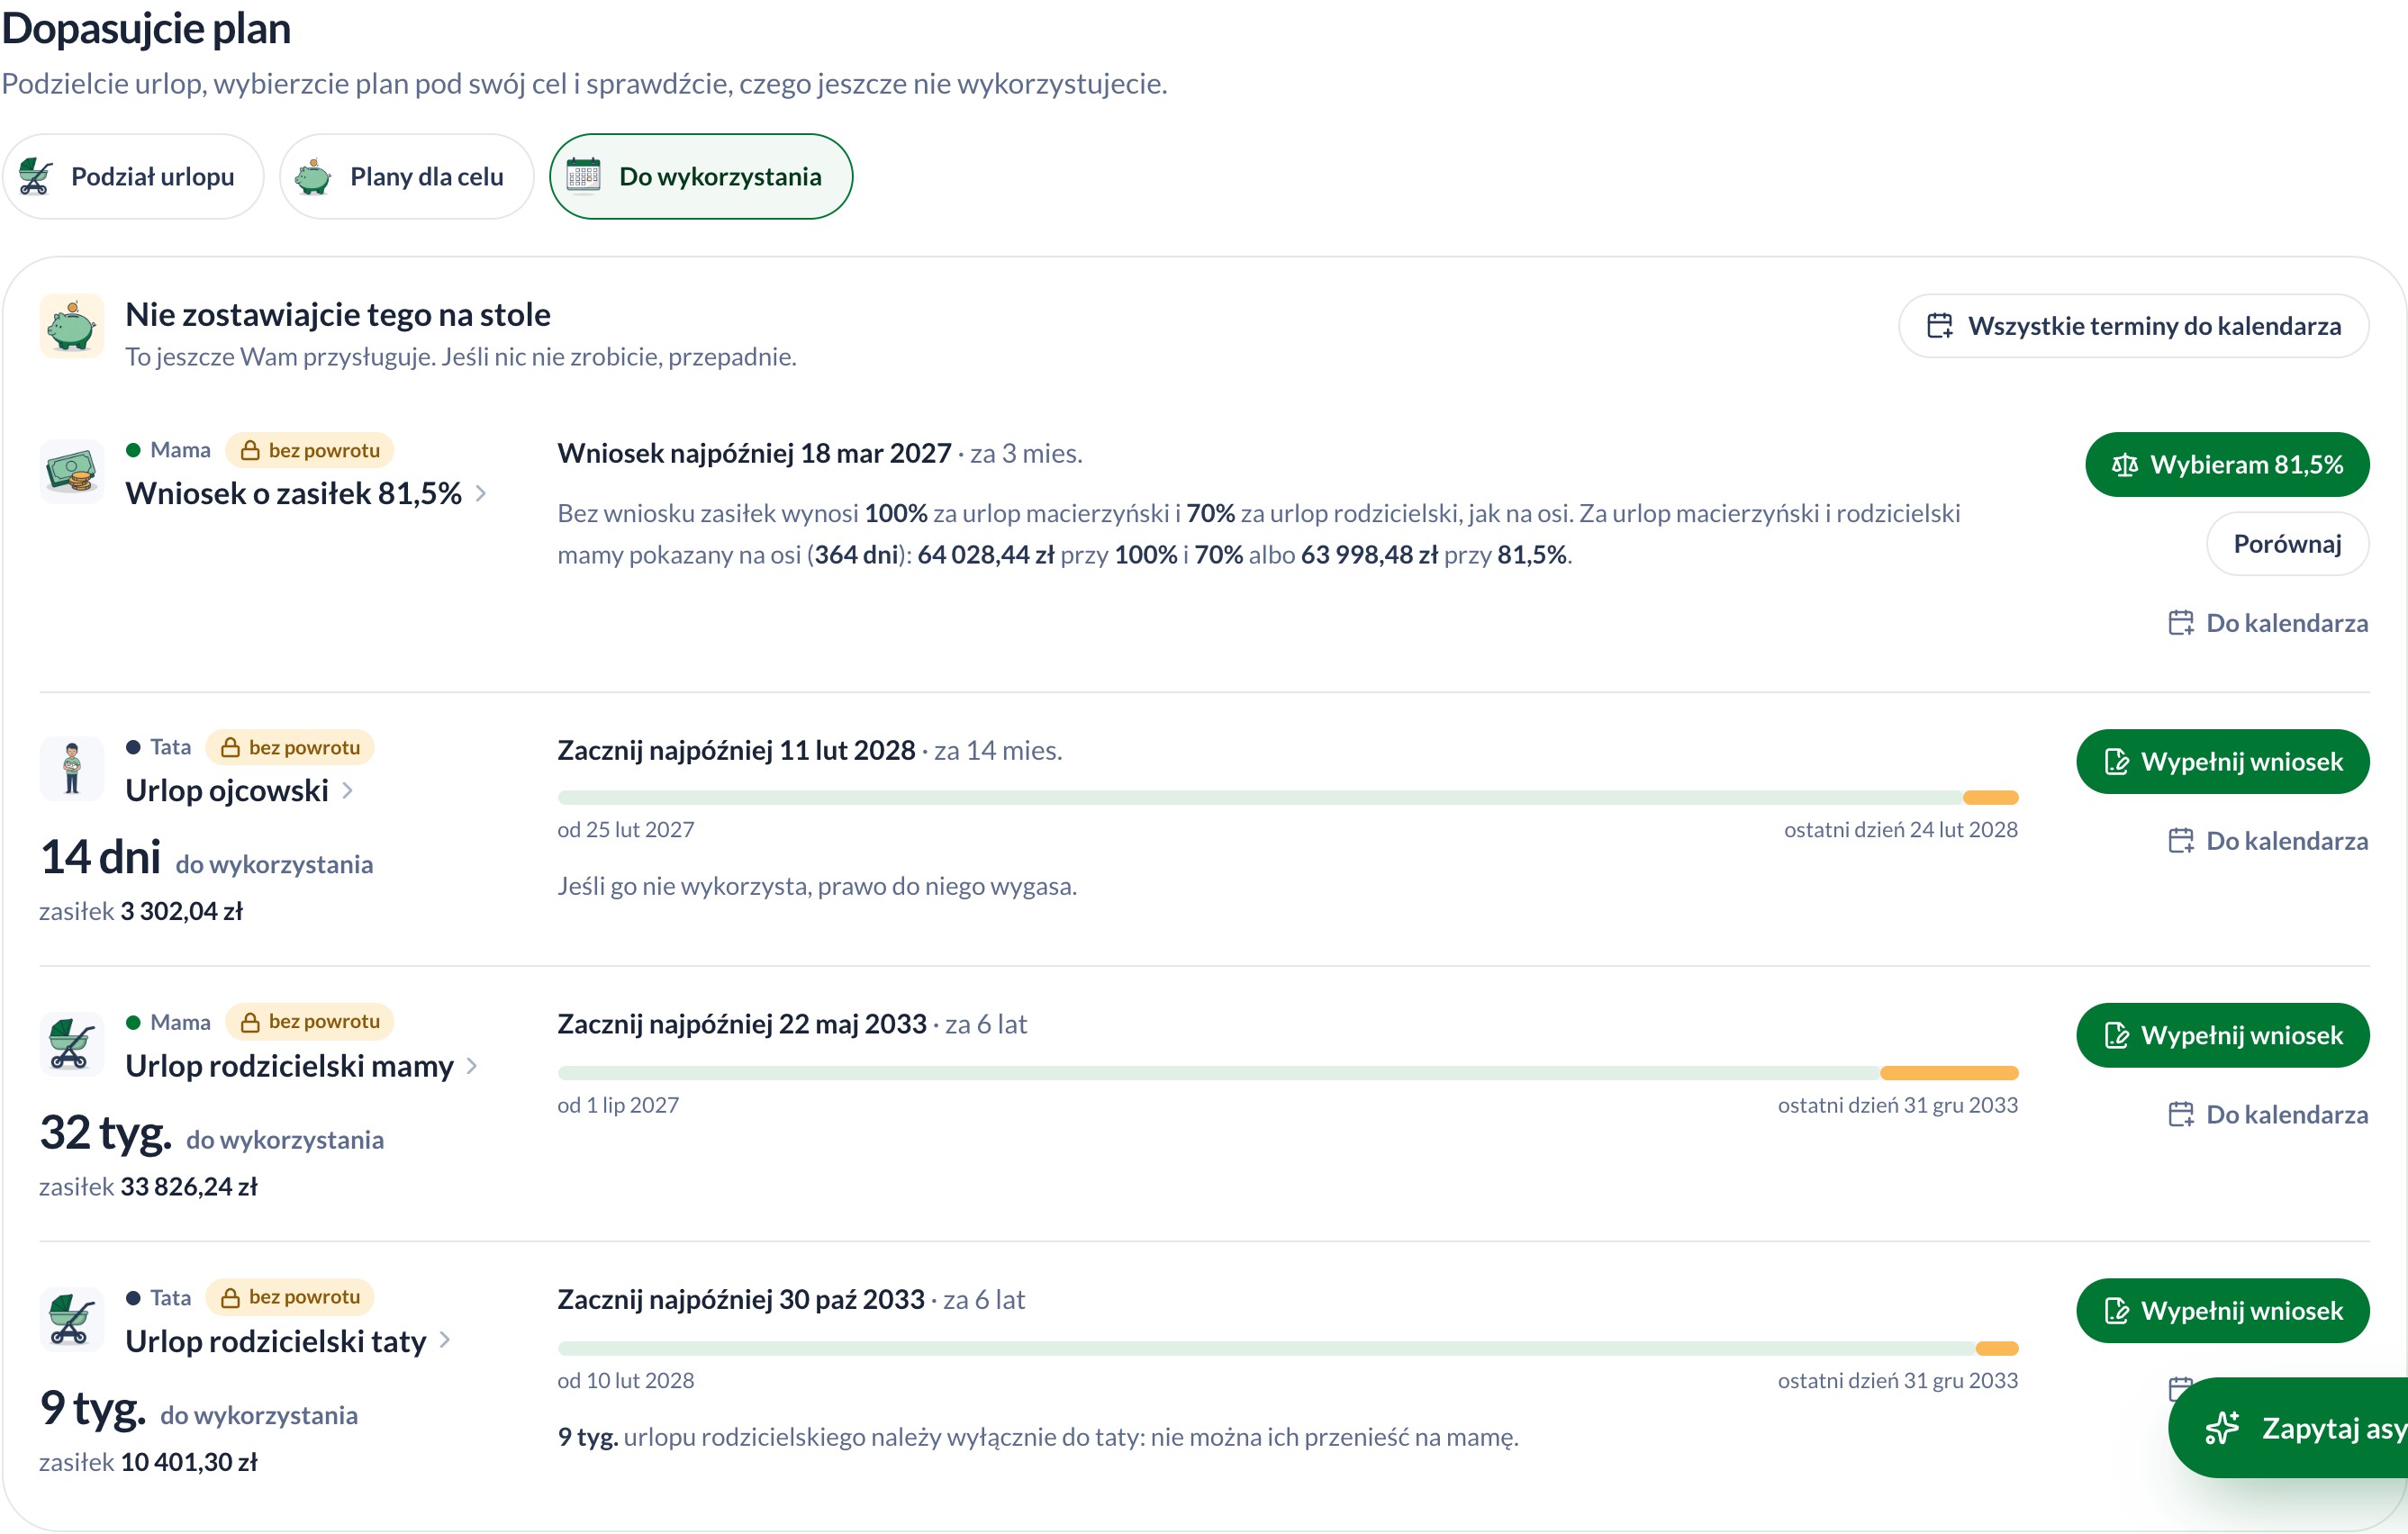 Dopasujcie plan
Podzielcie urlop, wybierzcie plan pod swój cel i sprawdźcie, czego jeszcze nie wykorzystujecie.
Podział urlopu
Plany dla celu
Do wykorzystania
Nie zostawiajcie tego na stole
To jeszcze Wam przysługuje. Jeśli nic nie zrobicie, przepadnie.
Wszystkie terminy do kalendarza
Mama bez powrotu
Wniosek o zasiłek 81,5%
Wniosek najpóźniej 18 mar 2027 · za 3 mies.
Bez wniosku zasiłek wynosi 100% za urlop macierzyński i 70% za urlop rodzicielski, jak na osi. Za urlop macierzyński i rodzicielski
mamy pokazany na osi (364 dni): 64 028,44 zł przy 100% i 70% albo 63 998,48 zł przy 81,5%.
Wybieram 81,5%
Porównaj
Do kalendarza
Tata bez powrotu
Urlop ojcowski
14 dni do wykorzystania
zasiłek 3 302,04 zł
Zacznij najpóźniej 11 lut 2028 · za 14 mies.
od 25 lut 2027 ostatni dzień 24 lut 2028
Jeśli go nie wykorzysta, prawo do niego wygasa.
Wypełnij wniosek
Do kalendarza
Mama bez powrotu
Urlop rodzicielski mamy
32 tyg. do wykorzystania
zasiłek 33 826,24 zł
Zacznij najpóźniej 22 maj 2033 · za 6 lat
od 1 lip 2027 ostatni dzień 31 gru 2033
Wypełnij wniosek
Do kalendarza
Tata bez powrotu
Urlop rodzicielski taty
9 tyg. do wykorzystania
zasiłek 10 401,30 zł
Zacznij najpóźniej 30 paź 2033 · za 6 lat
od 10 lut 2028 ostatni dzień 31 gru 2033
9 tyg. urlopu rodzicielskiego należy wyłącznie do taty: nie można ich przenieść na mamę.
Wypełnij wniosek
Zapytaj asy